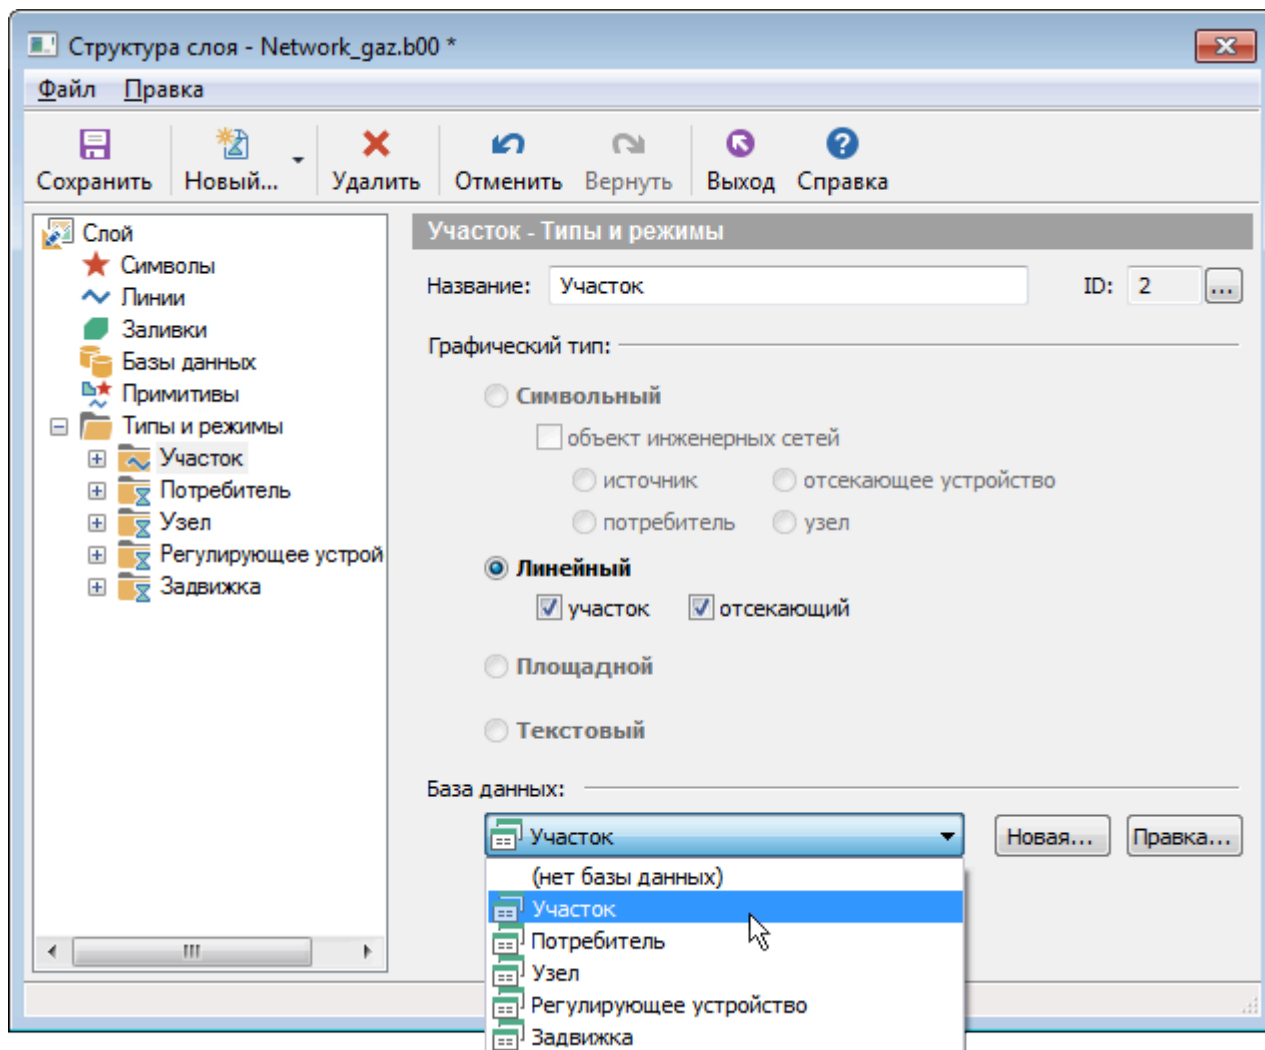 Структура слоя - Network_gaz.b00 *
Файл Правка
Сохранить Новый... Удалить Отменить Вернуть Выход Справка
Слой
Символы
Линии
Заливки
Базы данных
Примитивы
Типы и режимы
Участок
Потребитель
Узел
Регулирующее устрой
Задвижка
Участок - Типы и режимы
Название: Участок ID: 2 ...
Графический тип:
Символьный
объект инженерных сетей
источник отсекающее устройство
потребитель узел
Линейный
участок отсекающий
Площадной
Текстовый
База данных:
Участок Новая... Правка...
(нет базы данных)
Участок
Потребитель
Узел
Регулирующее устройство
Задвижка